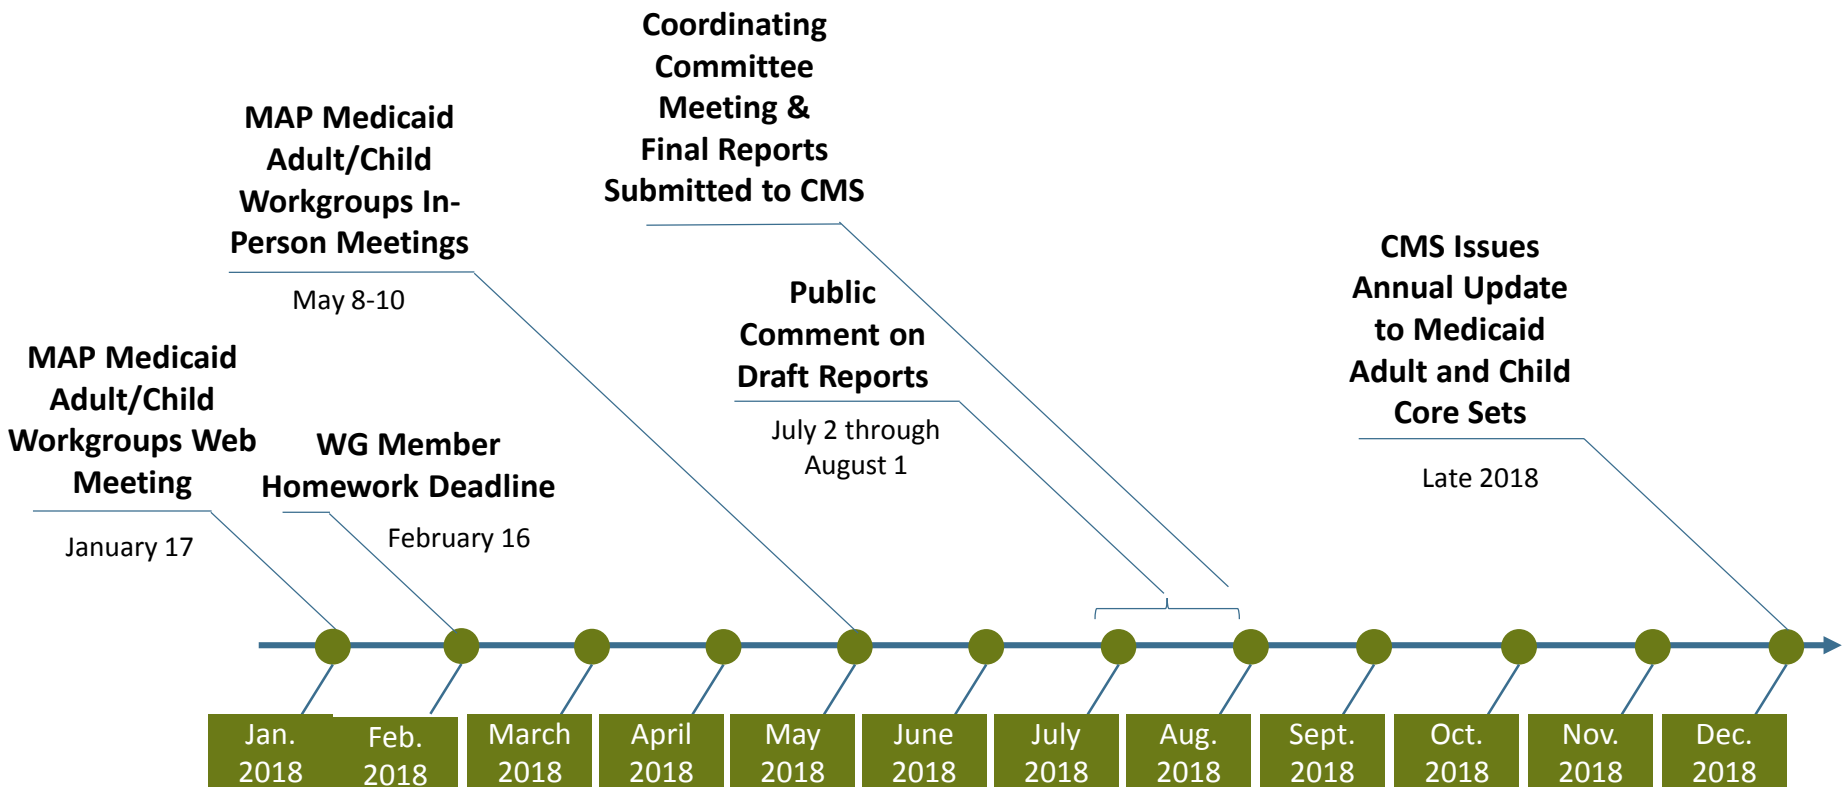 Coordinating
Committee
Meeting &
Final Reports
Submitted to CMS
MAP Medicaid
Adult/Child
Workgroups In-
Person Meetings
May 8-10
CMS Issues
Annual Update
to Medicaid
Adult and Child
Core Sets
Late 2018
Public
Comment on
Draft Reports
July 2 through
August 1
MAP Medicaid
Adult/Child
Workgroups Web
Meeting
January 17
WG Member
Homework Deadline
February 16
Jan.
2018
Feb.
2018
March
2018
April
2018
May
2018
June
2018
July
2018
Aug.
2018
Sept.
2018
Oct.
2018
Nov.
2018
Dec.
2018